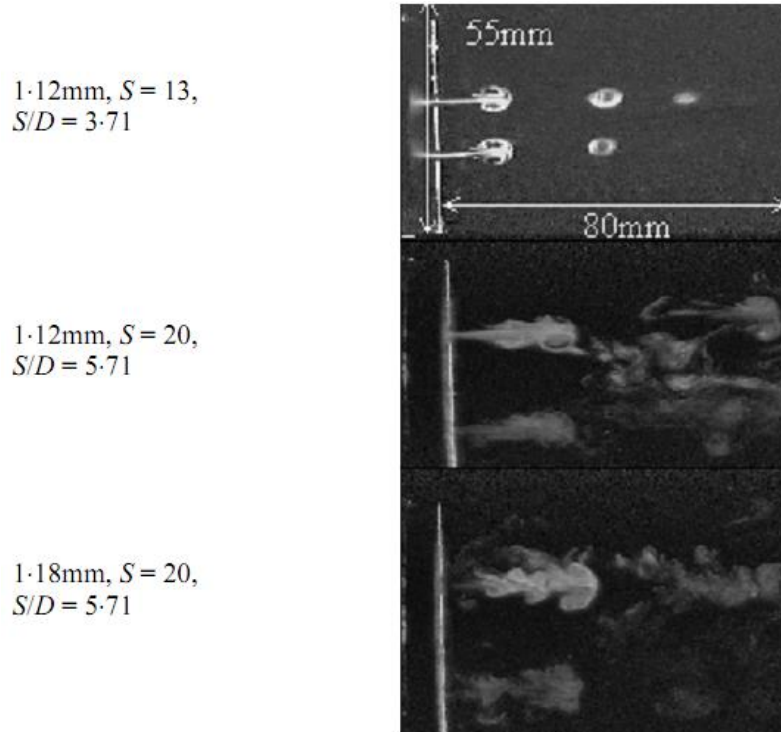 1·12mm, S = 13,
S/D = 3·71
55mm
80mm
1·12mm, S = 20,
S/D = 5·71
1·18mm, S = 20,
S/D = 5·71